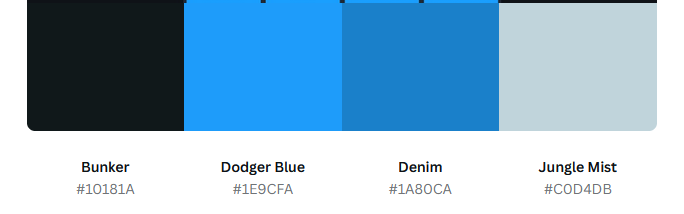 Bunker Dodger Blue Denim Jungle Mist
#10181A #1E9CFA #1A80CA #C0D4DB